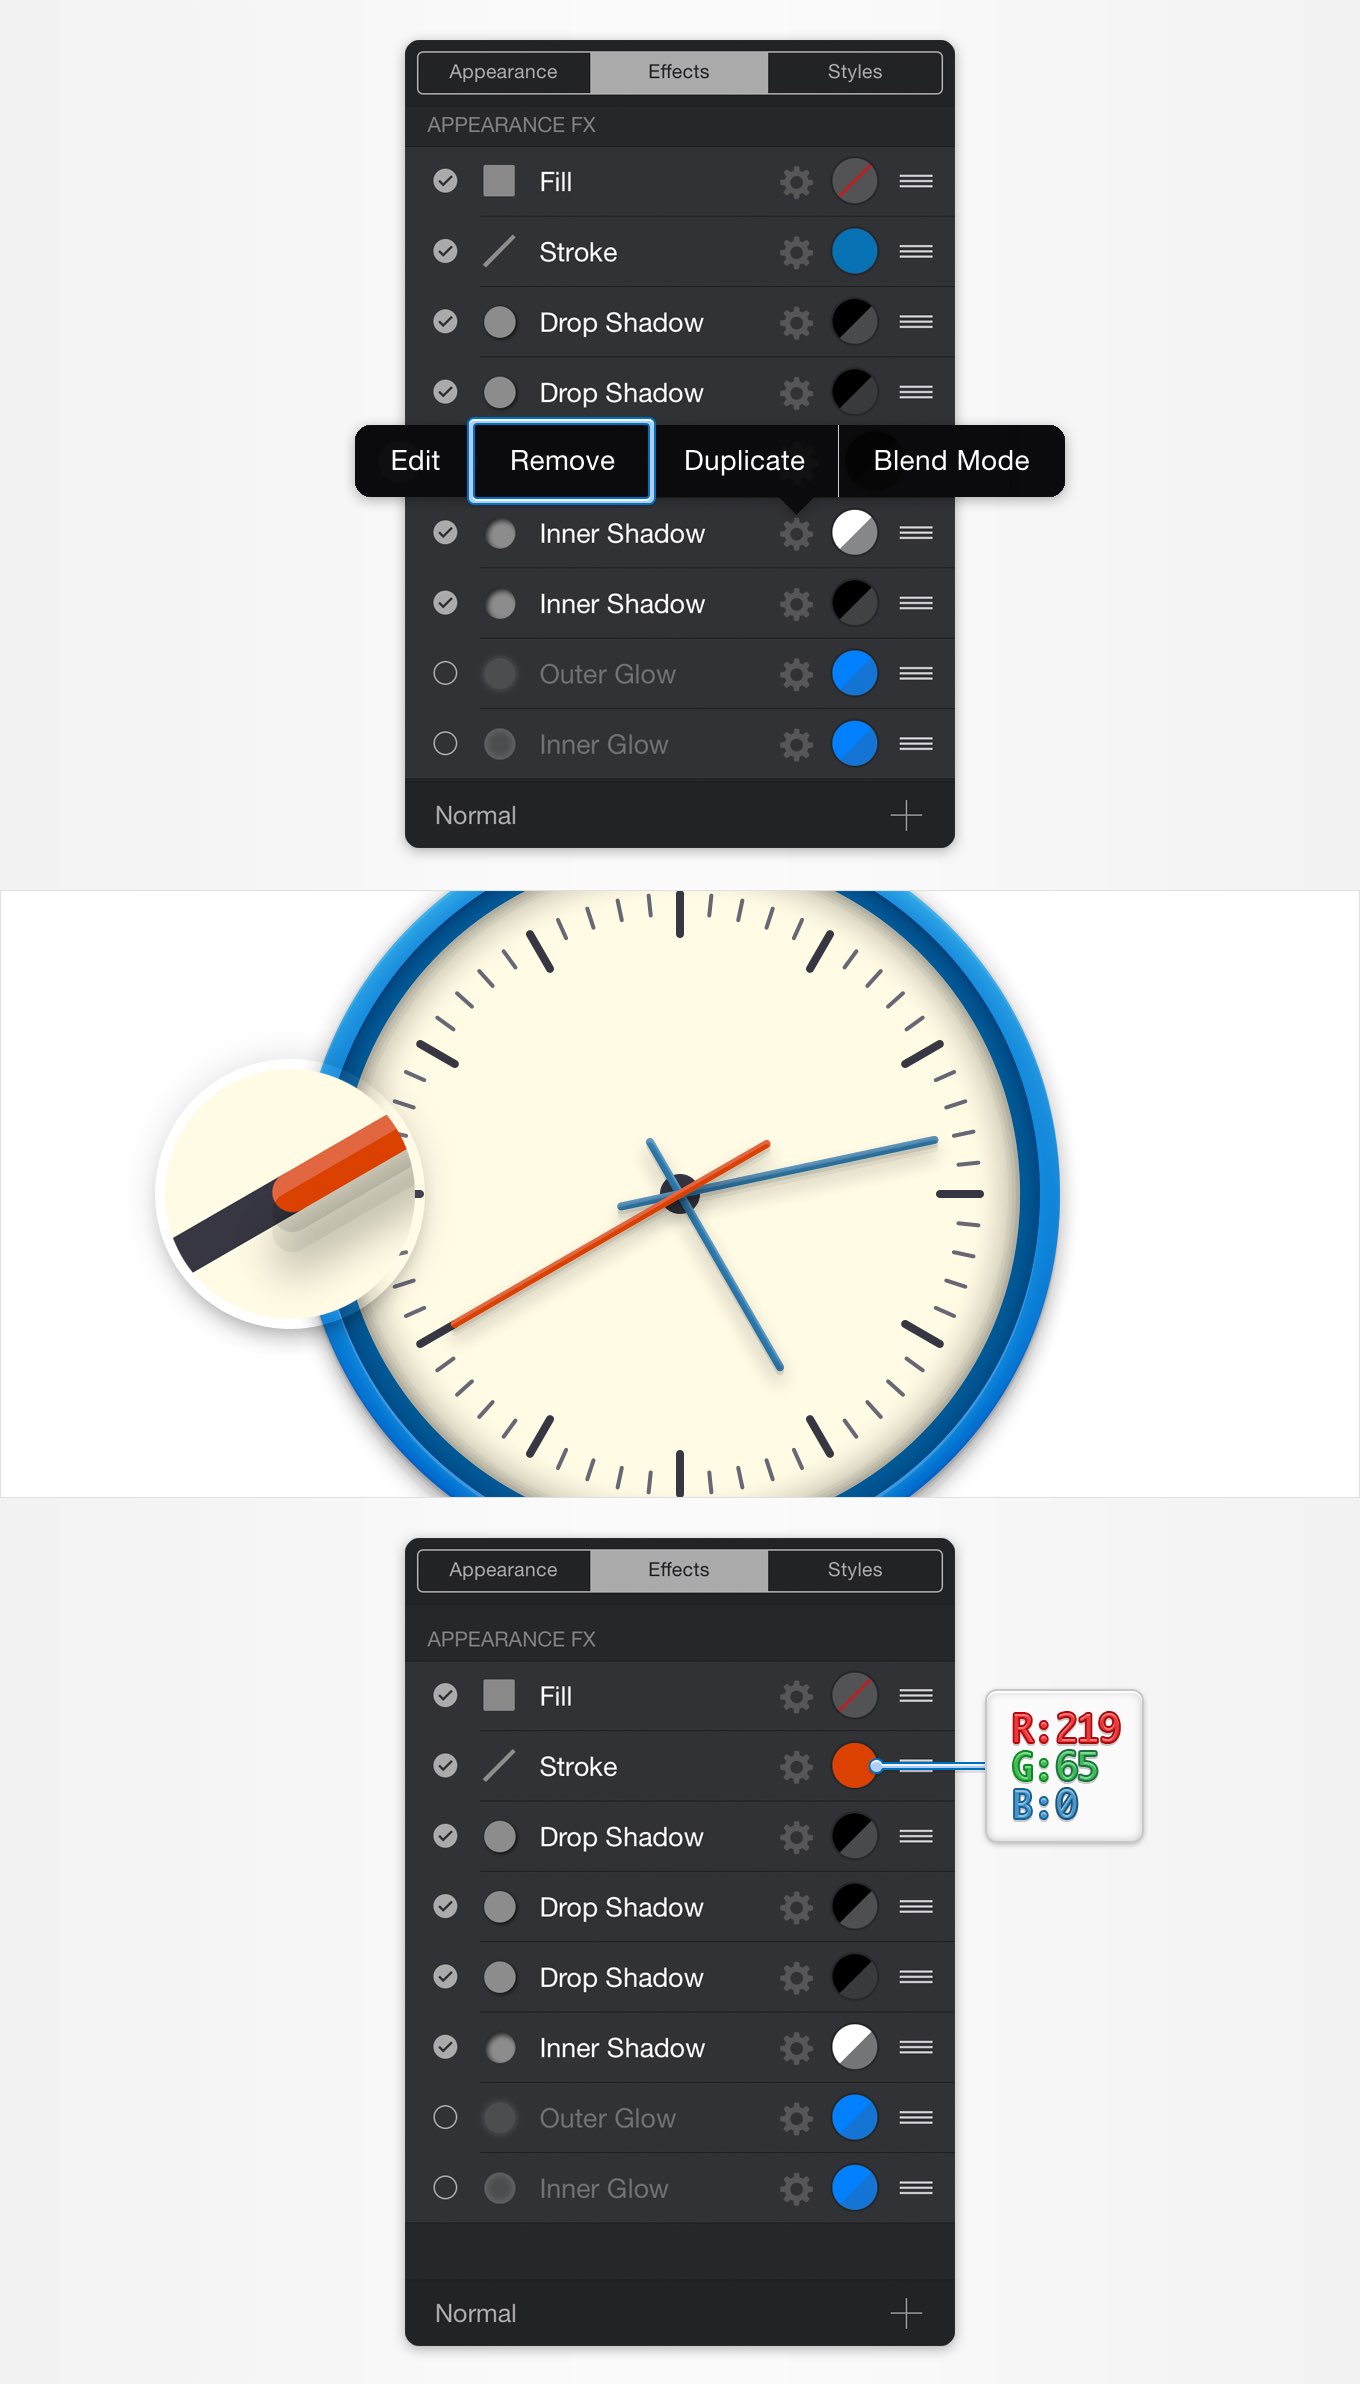 Appearance Effects Styles
APPEARANCE FX
Fill
Stroke
Drop Shadow
Drop Shadow
Edit Remove Duplicate Blend Mode
Inner Shadow
Inner Shadow
Outer Glow
Inner Glow
Normal
Appearance Effects Styles
APPEARANCE FX
Fill
Stroke
R:219
G:65
B:0
Drop Shadow
Drop Shadow
Drop Shadow
Inner Shadow
Outer Glow
Inner Glow
Normal